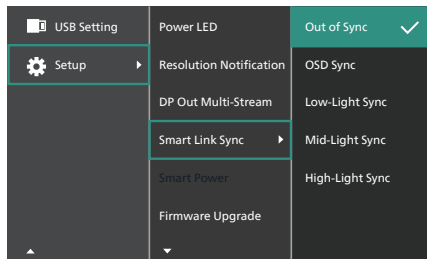 USB Setting
Setup
Power LED
Resolution Notification
DP Out Multi-Stream
Smart Link Sync
Smart Power
Firmware Upgrade
Out of Sync
OSD Sync
Low-Light Sync
Mid-Light Sync
High-Light Sync